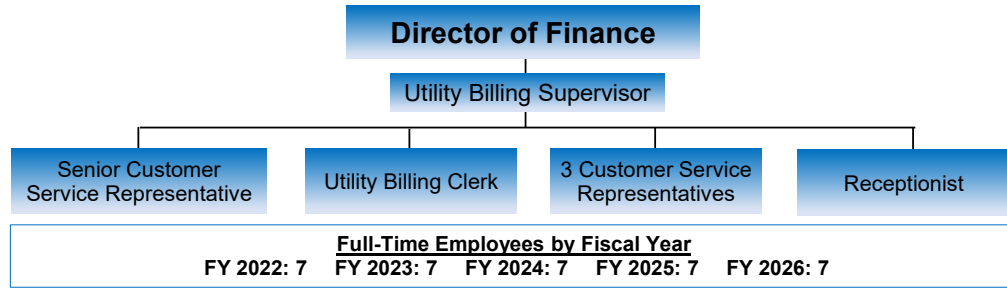 Director of Finance
Utility Billing Supervisor
Senior Customer
Service Representative
Utility Billing Clerk
3 Customer Service
Representatives
Receptionist
Full-Time Employees by Fiscal Year
FY 2022: 7 FY 2023: 7 FY 2024: 7 FY 2025: 7 FY 2026: 7